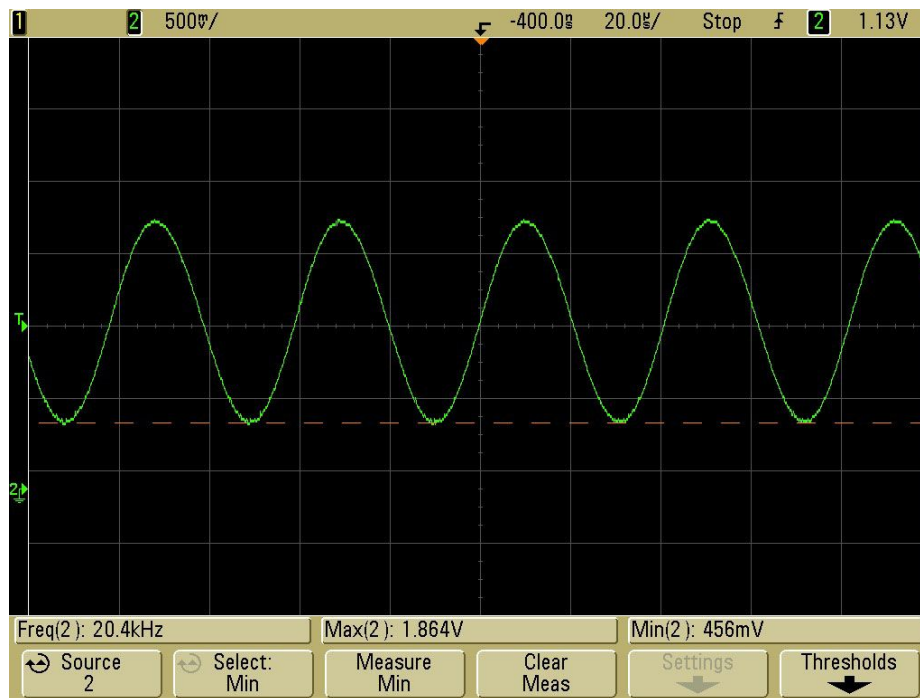 1 2 500mV/ -400.0ns 20.0µs/ Stop 2 1.13V
T
2
Freq(2): 20.4kHz Max(2): 1.864V Min(2): 456mV
Source Select: Measure Clear Settings Thresholds
2 Min Min Meas